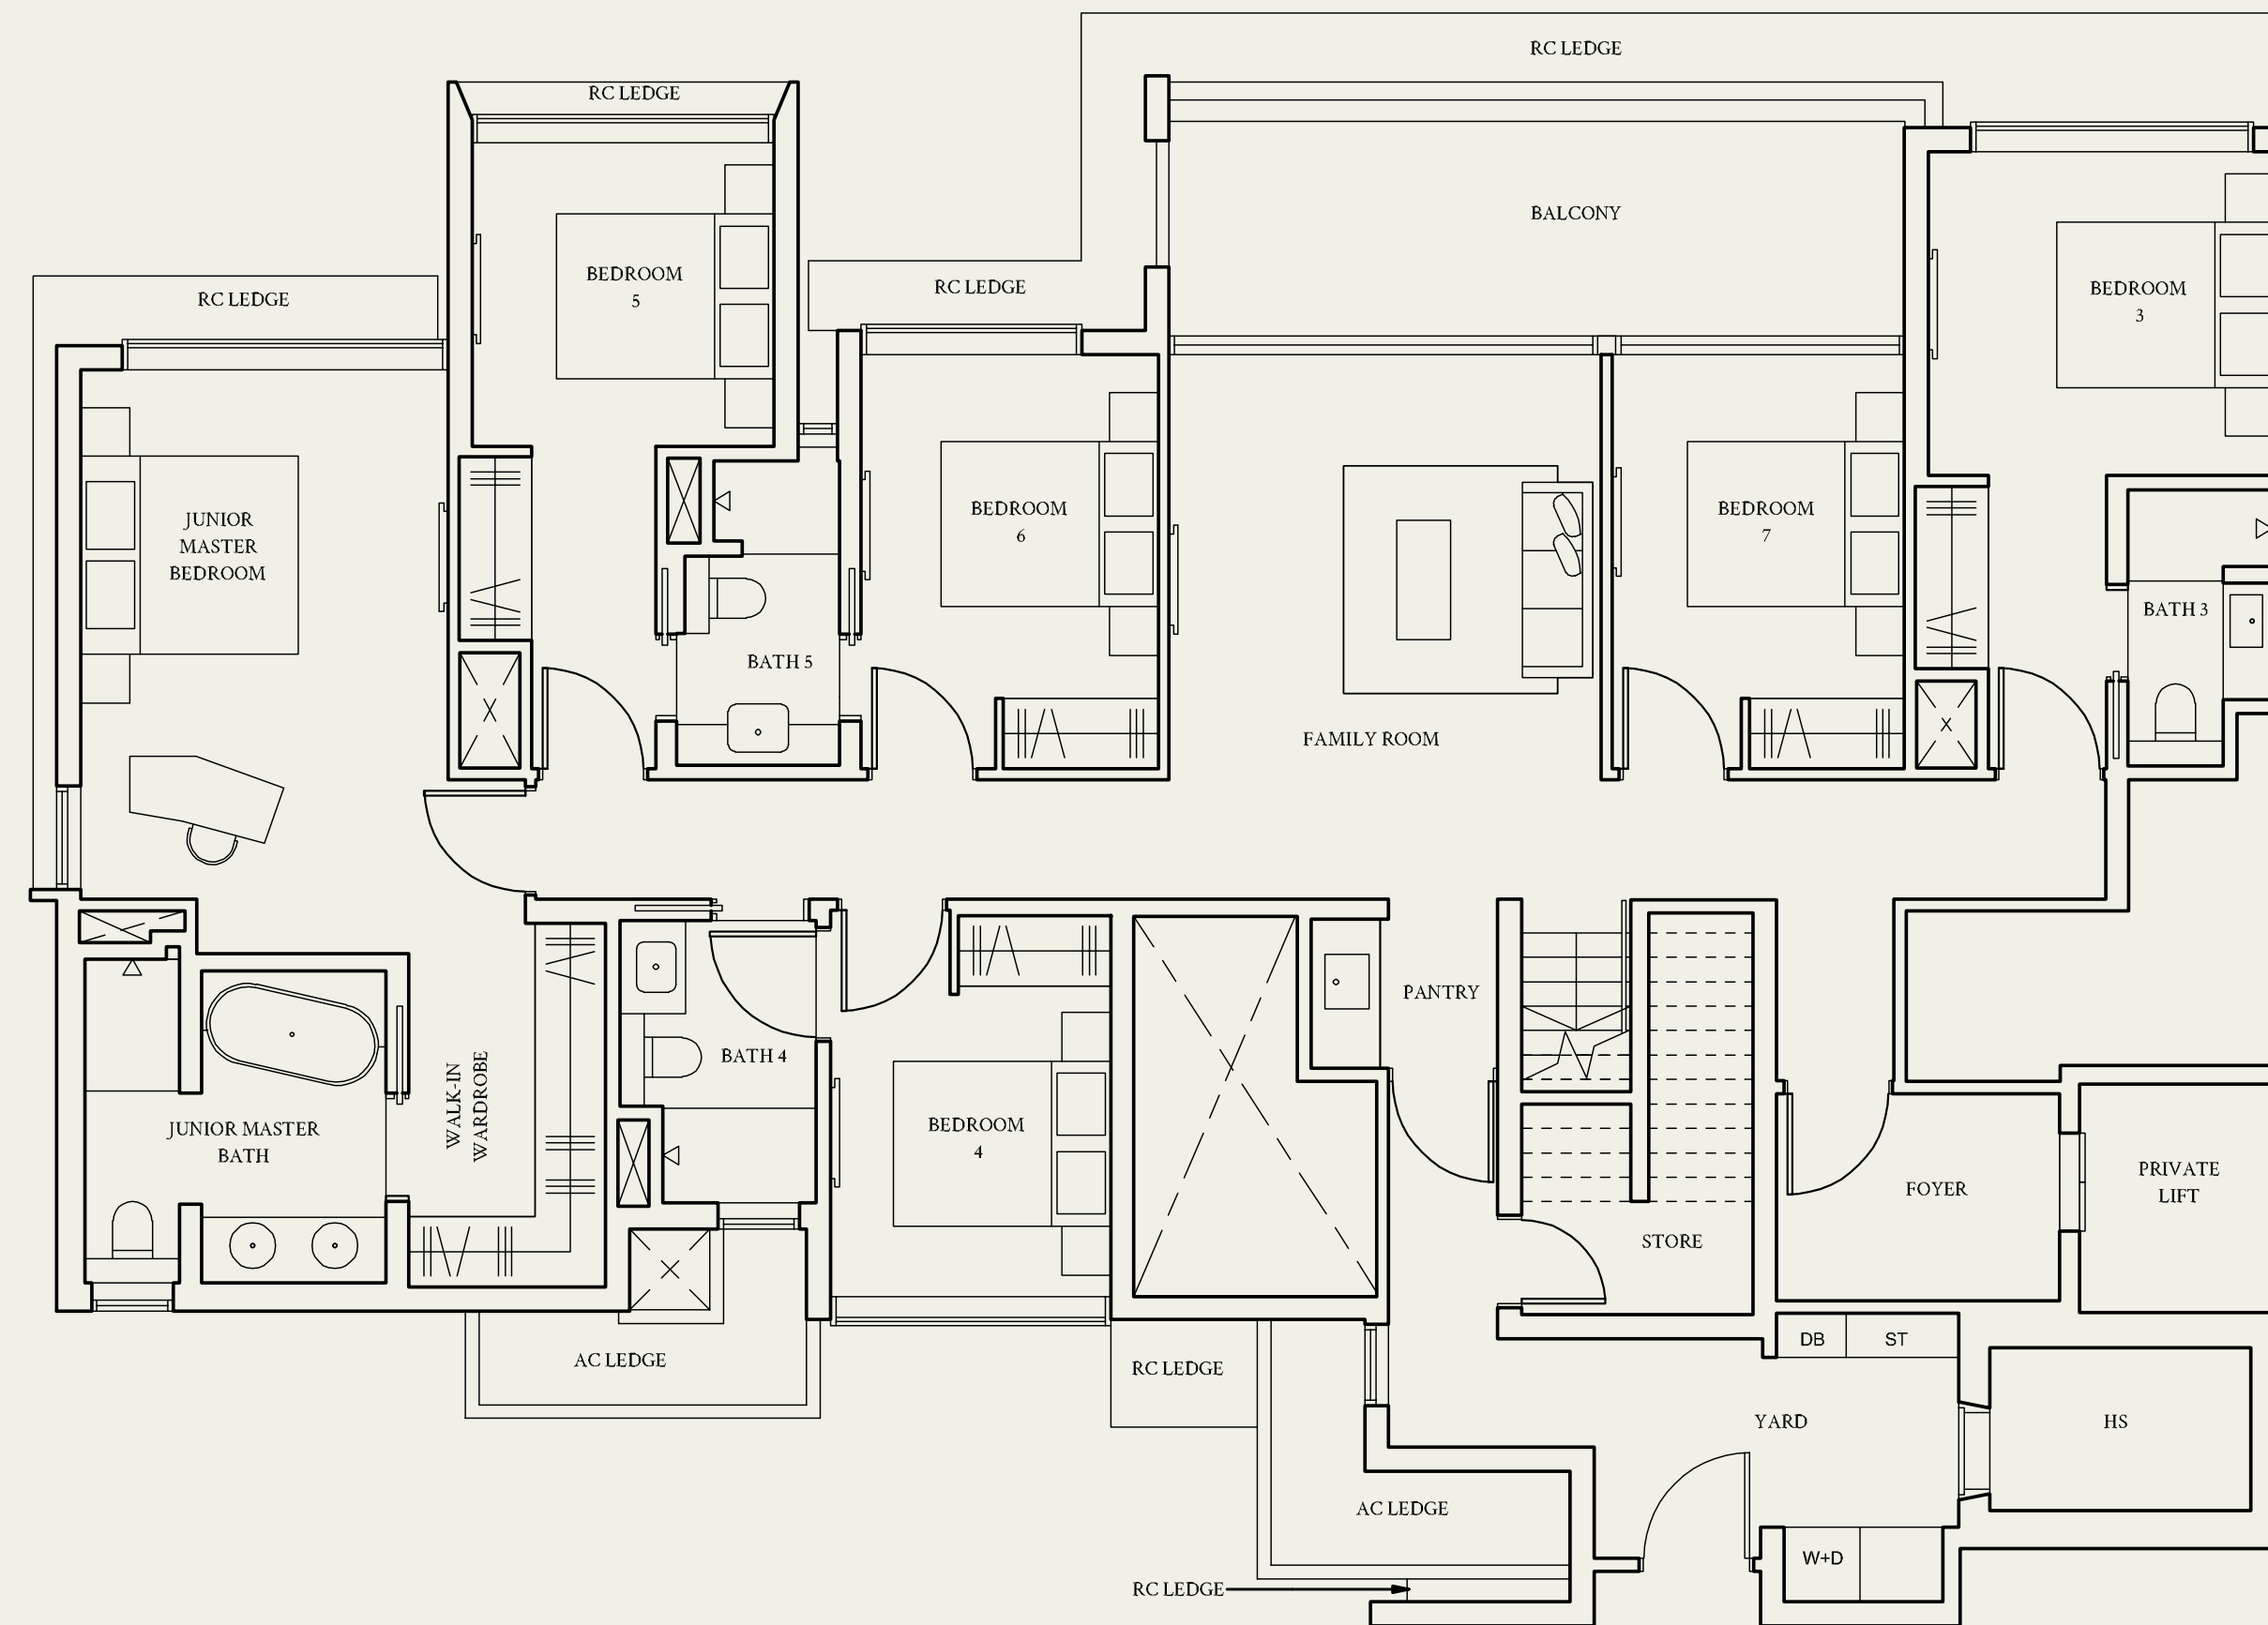 RC LEDGE
RC LEDGE
BALCONY
BEDROOM
5
RC LEDGE
RC LEDGE
BEDROOM
3
JUNIOR
MASTER
BEDROOM
BEDROOM
6
BEDROOM
7
BATH 3
BATH 5
FAMILY ROOM
PANTRY
BATH 4
WALK-IN
WARDROBE
JUNIOR MASTER
BATH
BEDROOM
4
FOYER
PRIVATE
LIFT
STORE
DB
ST
AC LEDGE
RC LEDGE
YARD
HS
AC LEDGE
W+D
RC LEDGE